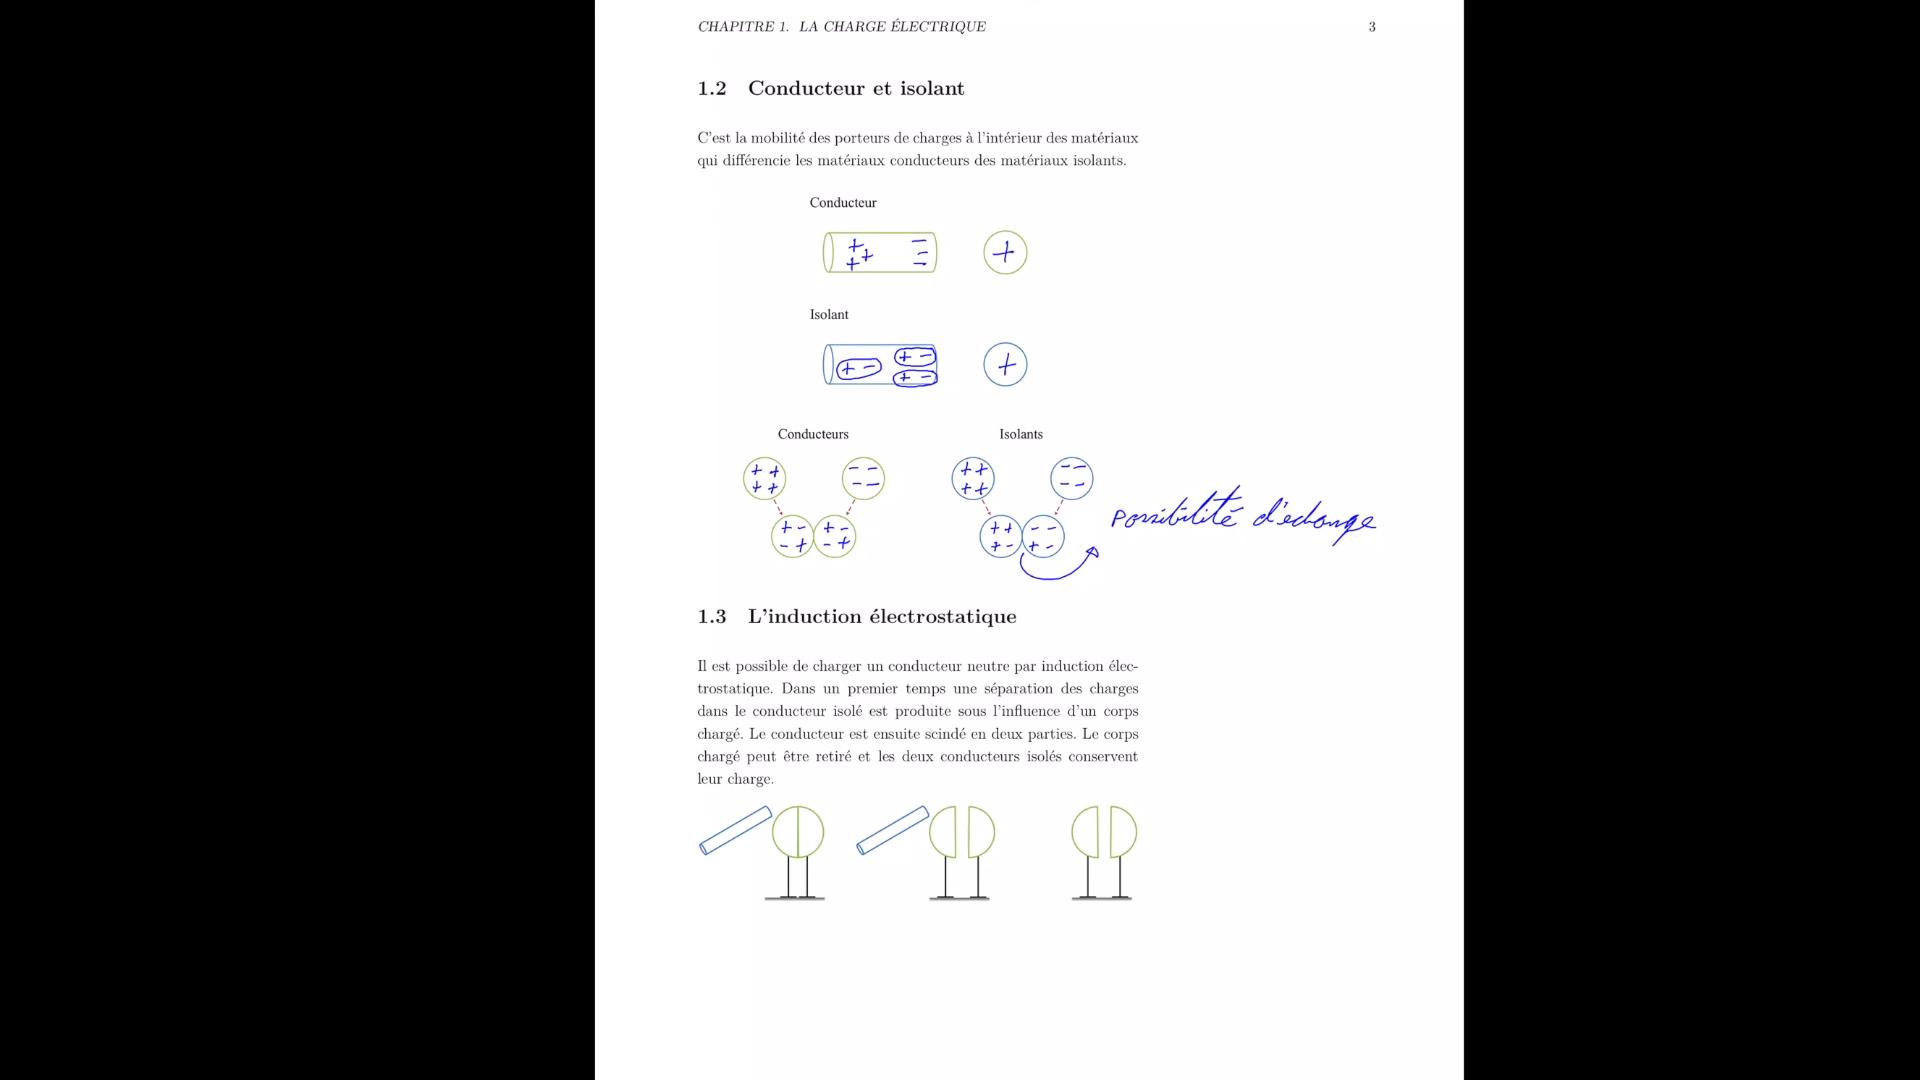 CHAPITRE 1. LA CHARGE ÉLECTRIQUE 3
1.2 Conducteur et isolant
C'est la mobilité des porteurs de charges à l'intérieur des matériaux
qui différencie les matériaux conducteurs des matériaux isolants.
Conducteur
+ + + − − − +
Isolant
+ − + − + − +
Conducteurs Isolants
+ + − − + + − −
+ + − − + + − −
possibilité d'échange
+ − + − + + − −
− + − + + − + −
1.3 L'induction électrostatique
Il est possible de charger un conducteur neutre par induction élec-
trostatique. Dans un premier temps une séparation des charges
dans le conducteur isolé est produite sous l'influence d'un corps
chargé. Le conducteur est ensuite scindé en deux parties. Le corps
chargé peut être retiré et les deux conducteurs isolés conservent
leur charge.